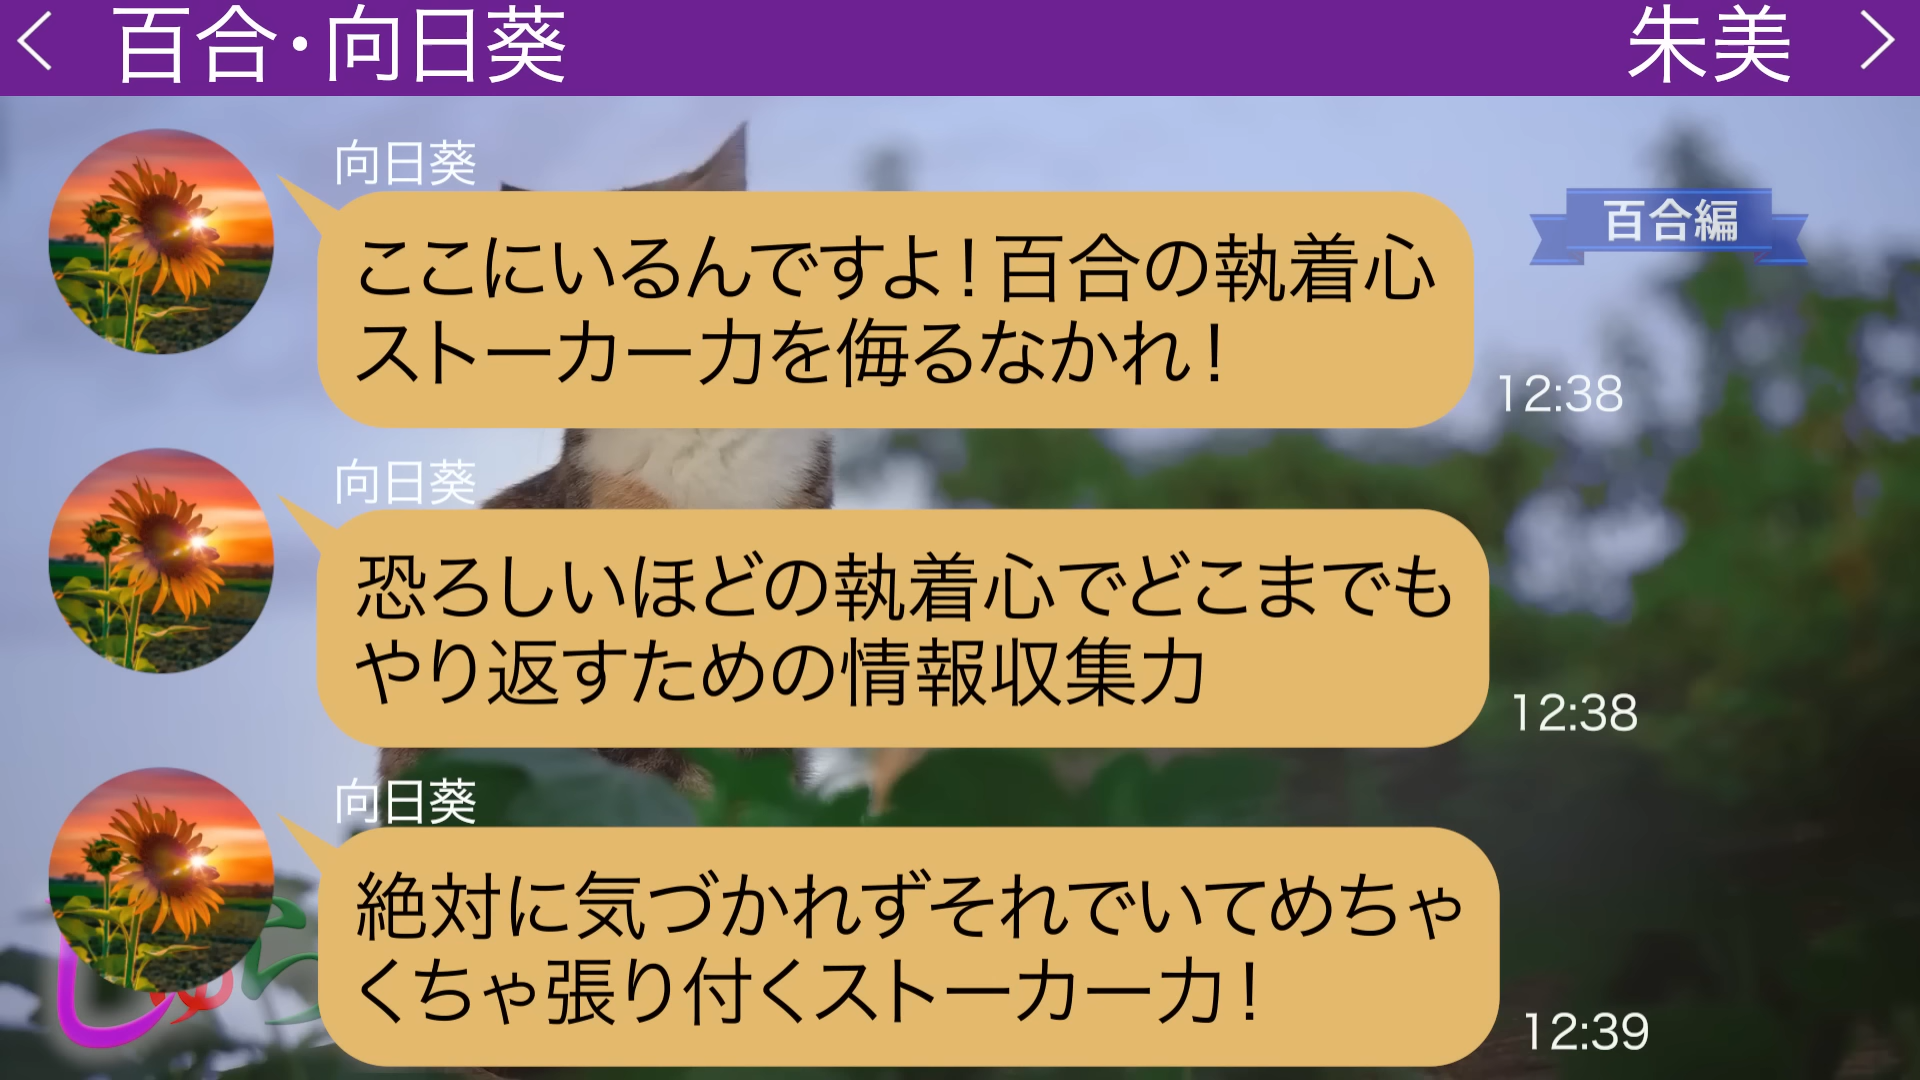 百合・向日葵
朱美
向日葵
百合編
ここにいるんですよ！百合の執着心
ストーカー力を侮るなかれ！
12:38
向日葵
恐ろしいほどの執着心でどこまでも
やり返すための情報収集力
12:38
向日葵
絶対に気づかれずそれでいてめちゃ
くちゃ張り付くストーカー力！
12:39